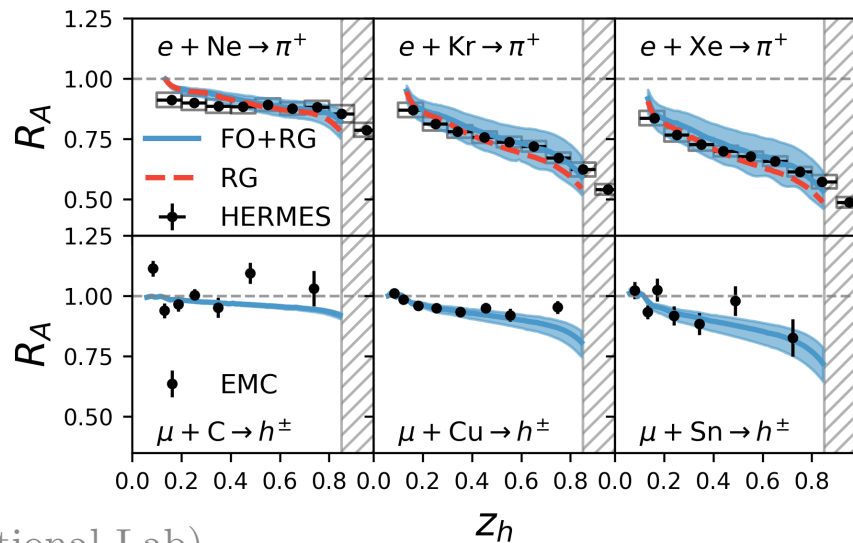 e + Ne → π⁺
e + Kr → π⁺
e + Xe → π⁺
1.25
1.00
0.75
0.50
R_A
FO+RG
RG
HERMES
1.25
1.00
0.75
0.50
R_A
EMC
μ + C → h^±
μ + Cu → h^±
μ + Sn → h^±
0.0 0.2 0.4 0.6 0.8 0.0 0.2 0.4 0.6 0.8 0.0 0.2 0.4 0.6 0.8
z_h
tional Lab)